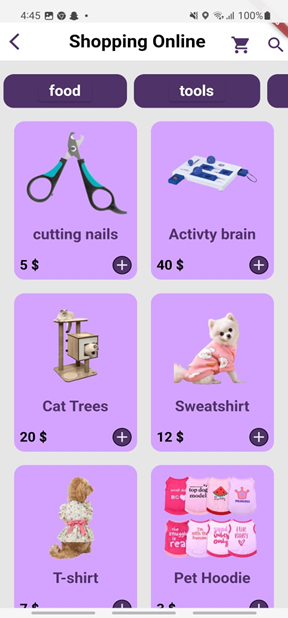 4:45 100%
Shopping Online
food tools
cutting nails Activty brain
5 $ 40 $
Cat Trees Sweatshirt
20 $ 12 $
T-shirt Pet Hoodie